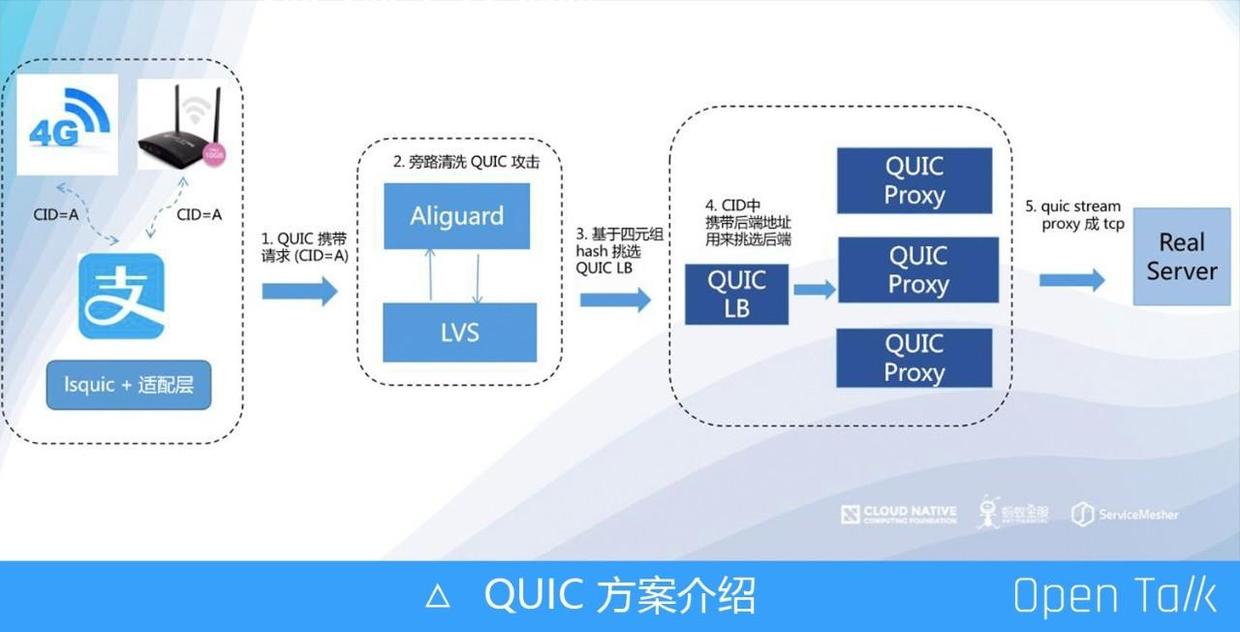 4G
CID=A
CID=A
支
lsquic + 适配层
1. QUIC 携带
请求 (CID=A)
2. 旁路清洗 QUIC 攻击
Aliguard
LVS
3. 基于四元组
hash 挑选
QUIC LB
4. CID中
携带后端地址
用来挑选后端
QUIC
LB
QUIC
Proxy
QUIC
Proxy
QUIC
Proxy
5. quic stream
proxy 成 tcp
Real
Server
CLOUD NATIVE
COMPUTING FOUNDATION
蚂蚁金服
ServiceMesher
△ QUIC 方案介绍
Open Talk